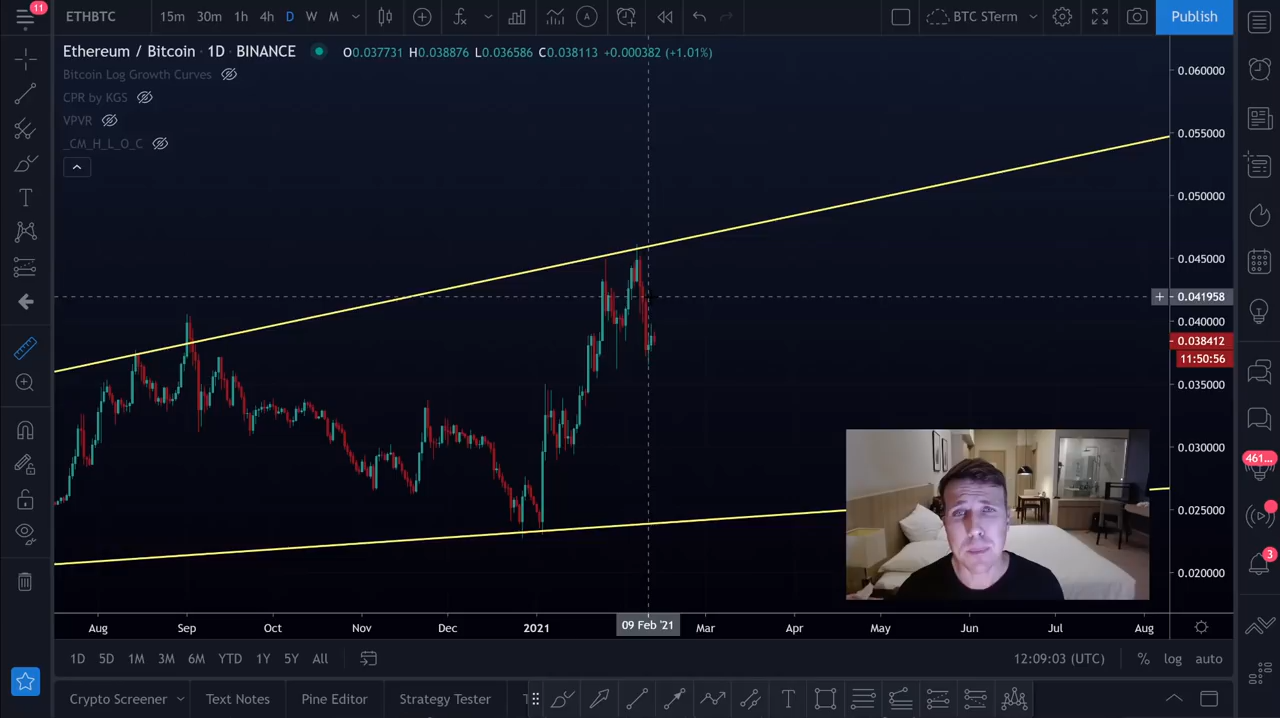 11
ETHBTC 15m 30m 1h 4h D W M BTC STerm Publish
Ethereum / Bitcoin · 1D · BINANCE O0.037731 H0.038876 L0.036586 C0.038113 +0.000382 (+1.01%)
Bitcoin Log Growth Curves
CPR by KGS
VPVR
_CM_H_L_O_C
0.060000
0.055000
0.050000
0.045000
0.041958
0.040000
0.038412
11:50:56
0.035000
0.030000
0.025000
0.020000
461...
3
Aug Sep Oct Nov Dec 2021 09 Feb '21 Mar Apr May Jun Jul Aug
1D 5D 1M 3M 6M YTD 1Y 5Y All 12:09:03 (UTC) % log auto
Crypto Screener Text Notes Pine Editor Strategy Tester